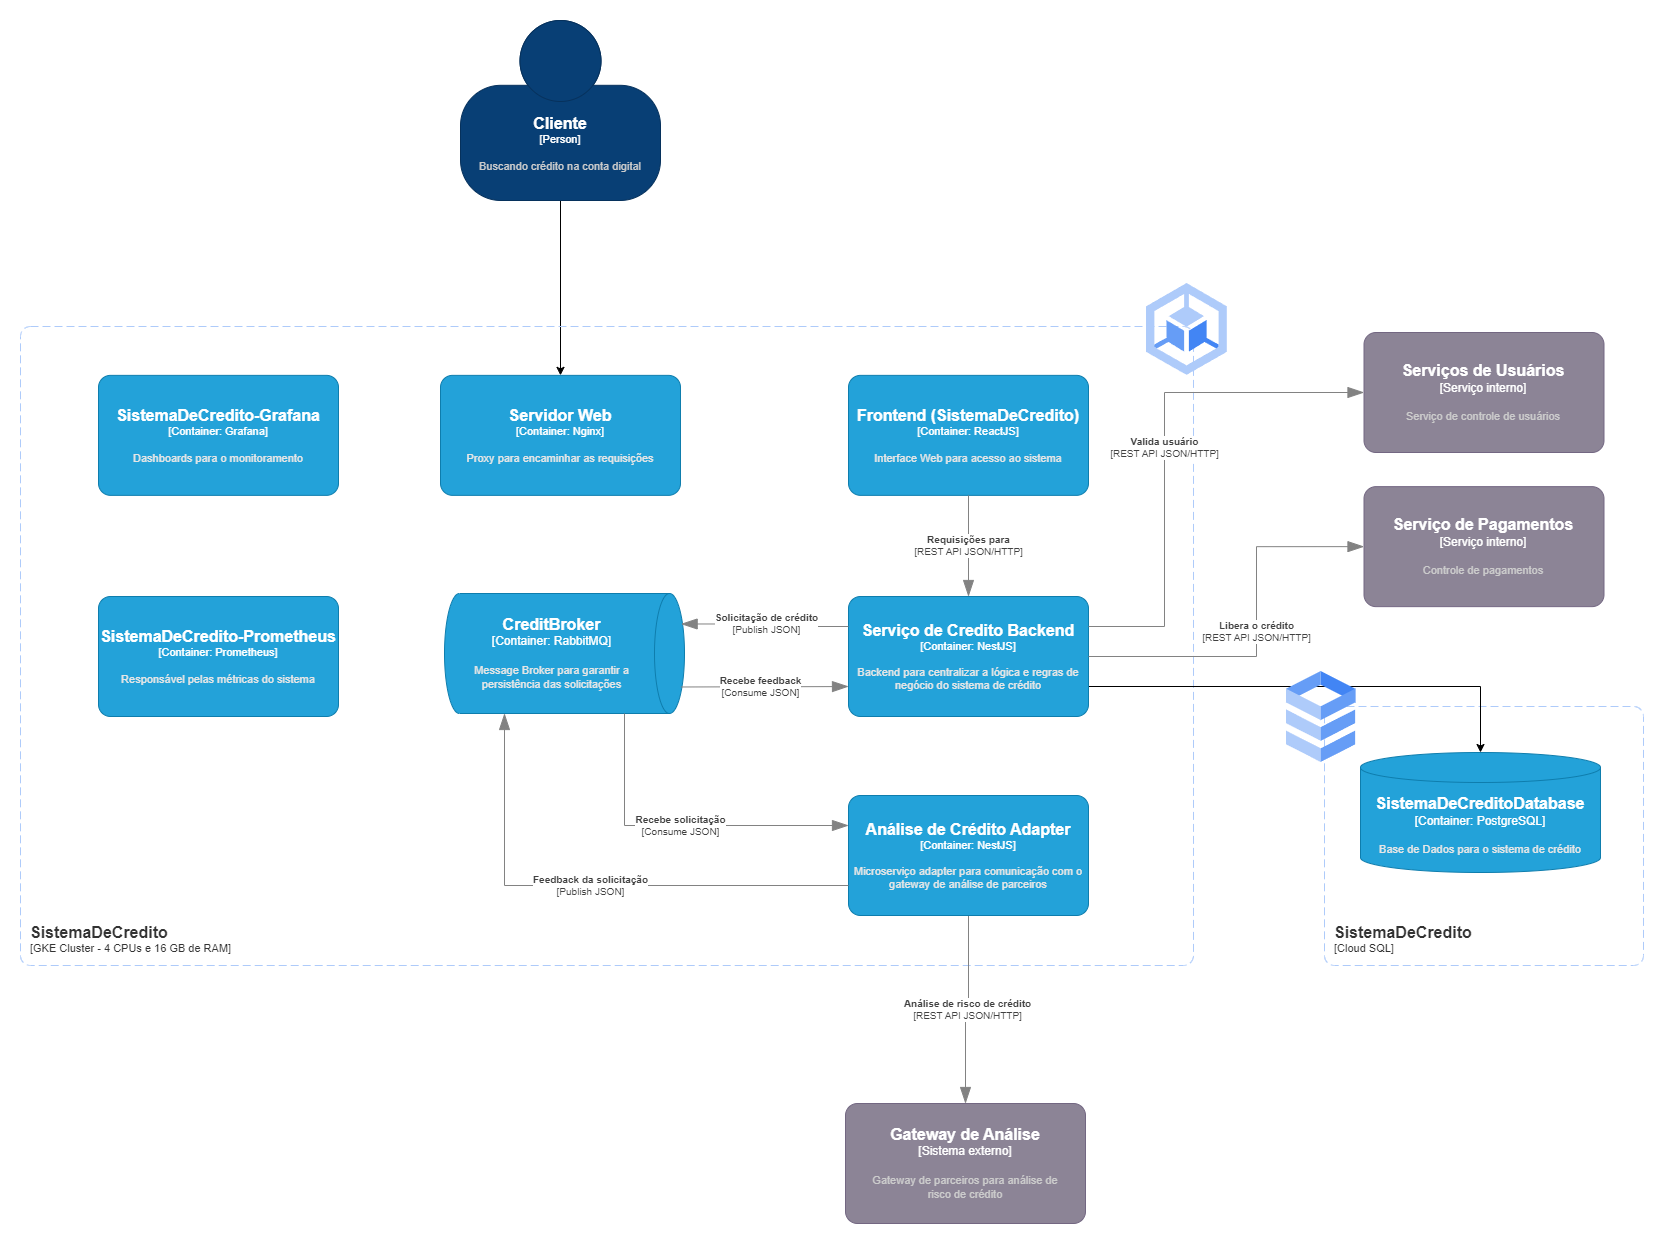 Cliente
[Person]
Buscando crédito na conta digital
SistemaDeCredito-Grafana
[Container: Grafana]
Dashboards para o monitoramento
Servidor Web
[Container: Nginx]
Proxy para encaminhar as requisições
Frontend (SistemaDeCredito)
[Container: ReactJS]
Interface Web para acesso ao sistema
Serviços de Usuários
[Serviço interno]
Serviço de controle de usuários
Valida usuário
[REST API JSON/HTTP]
Serviço de Pagamentos
[Serviço interno]
Controle de pagamentos
Requisições para
[REST API JSON/HTTP]
SistemaDeCredito-Prometheus
[Container: Prometheus]
Responsável pelas métricas do sistema
CreditBroker
[Container: RabbitMQ]
Message Broker para garantir a
persistência das solicitações
Solicitação de crédito
[Publish JSON]
Recebe feedback
[Consume JSON]
Serviço de Credito Backend
[Container: NestJS]
Backend para centralizar a lógica e regras de
negócio do sistema de crédito
Libera o crédito
[REST API JSON/HTTP]
SistemaDeCreditoDatabase
[Container: PostgreSQL]
Base de Dados para o sistema de crédito
Recebe solicitação
[Consume JSON]
Feedback da solicitação
[Publish JSON]
Análise de Crédito Adapter
[Container: NestJS]
Microserviço adapter para comunicação com o
gateway de análise de parceiros
SistemaDeCredito
[GKE Cluster - 4 CPUs e 16 GB de RAM]
SistemaDeCredito
[Cloud SQL]
Análise de risco de crédito
[REST API JSON/HTTP]
Gateway de Análise
[Sistema externo]
Gateway de parceiros para análise de
risco de crédito